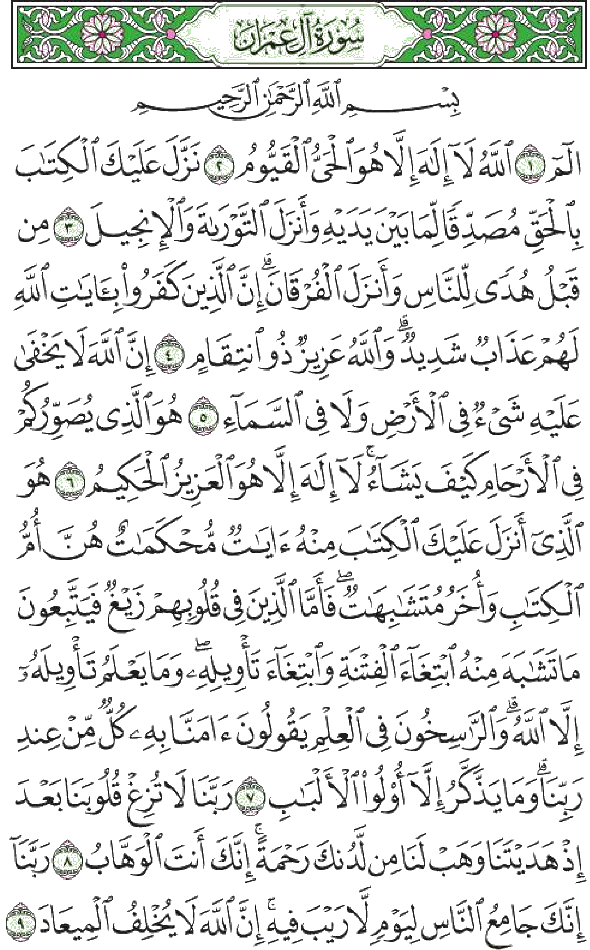 سُورَةُ آلِ عِمۡرَانَ
بِسۡمِ ٱللَّهِ ٱلرَّحۡمَٰنِ ٱلرَّحِيمِ
الٓمٓ ١ ٱللَّهُ لَآ إِلَٰهَ إِلَّا هُوَ ٱلۡحَيُّ ٱلۡقَيُّومُ ٢ نَزَّلَ عَلَيۡكَ ٱلۡكِتَٰبَ
بِٱلۡحَقِّ مُصَدِّقٗا لِّمَا بَيۡنَ يَدَيۡهِ وَأَنزَلَ ٱلتَّوۡرَىٰةَ وَٱلۡإِنجِيلَ ٣ مِن
قَبۡلُ هُدٗى لِّلنَّاسِ وَأَنزَلَ ٱلۡفُرۡقَانَۗ إِنَّ ٱلَّذِينَ كَفَرُواْ بِـَٔايَٰتِ ٱللَّهِ
لَهُمۡ عَذَابٞ شَدِيدٞۗ وَٱللَّهُ عَزِيزٞ ذُو ٱنتِقَامٍ ٤ إِنَّ ٱللَّهَ لَا يَخۡفَىٰ
عَلَيۡهِ شَيۡءٞ فِي ٱلۡأَرۡضِ وَلَا فِي ٱلسَّمَآءِ ٥ هُوَ ٱلَّذِي يُصَوِّرُكُمۡ
فِي ٱلۡأَرۡحَامِ كَيۡفَ يَشَآءُۚ لَآ إِلَٰهَ إِلَّا هُوَ ٱلۡعَزِيزُ ٱلۡحَكِيمُ ٦ هُوَ
ٱلَّذِيٓ أَنزَلَ عَلَيۡكَ ٱلۡكِتَٰبَ مِنۡهُ ءَايَٰتٞ مُّحۡكَمَٰتٌ هُنَّ أُمُّ
ٱلۡكِتَٰبِ وَأُخَرُ مُتَشَٰبِهَٰتٞۖ فَأَمَّا ٱلَّذِينَ فِي قُلُوبِهِمۡ زَيۡغٞ فَيَتَّبِعُونَ
مَا تَشَٰبَهَ مِنۡهُ ٱبۡتِغَآءَ ٱلۡفِتۡنَةِ وَٱبۡتِغَآءَ تَأۡوِيلِهِۦۖ وَمَا يَعۡلَمُ تَأۡوِيلَهُۥٓ
إِلَّا ٱللَّهُۗ وَٱلرَّٰسِخُونَ فِي ٱلۡعِلۡمِ يَقُولُونَ ءَامَنَّا بِهِۦ كُلّٞ مِّنۡ عِندِ
رَبِّنَاۗ وَمَا يَذَّكَّرُ إِلَّآ أُوْلُواْ ٱلۡأَلۡبَٰبِ ٧ رَبَّنَا لَا تُزِغۡ قُلُوبَنَا بَعۡدَ
إِذۡ هَدَيۡتَنَا وَهَبۡ لَنَا مِن لَّدُنكَ رَحۡمَةًۚ إِنَّكَ أَنتَ ٱلۡوَهَّابُ ٨ رَبَّنَآ
إِنَّكَ جَامِعُ ٱلنَّاسِ لِيَوۡمٖ لَّا رَيۡبَ فِيهِۚ إِنَّ ٱللَّهَ لَا يُخۡلِفُ ٱلۡمِيعَادَ ٩